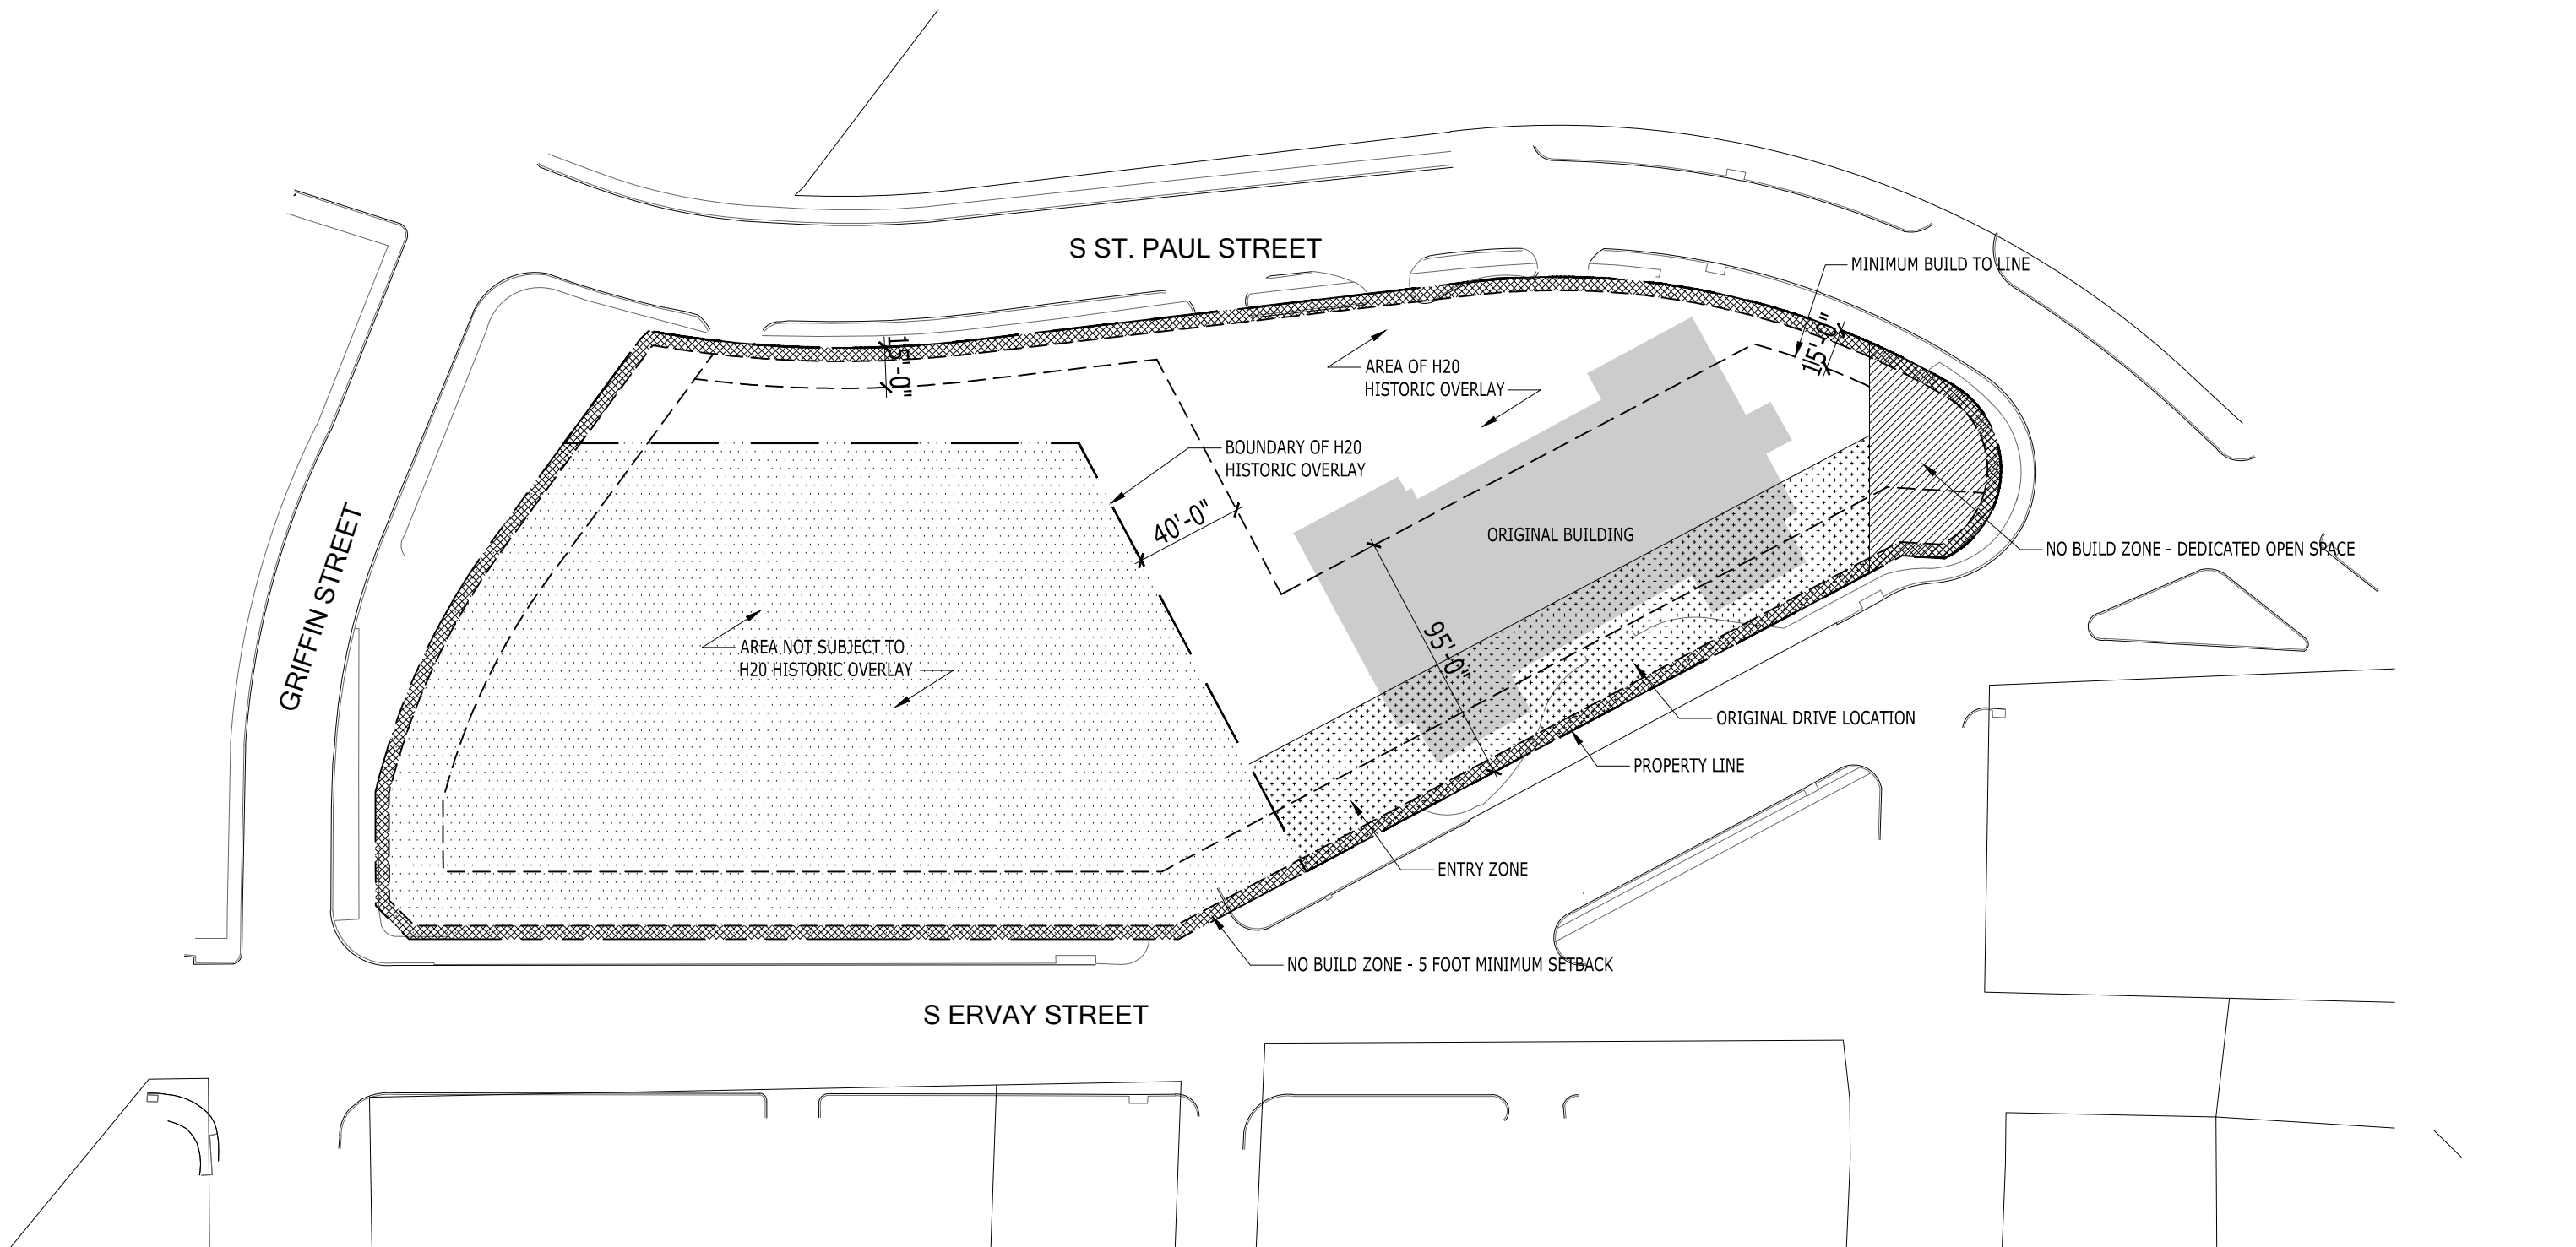 S ST. PAUL STREET
MINIMUM BUILD TO LINE
15'-0"
15'-0"
AREA OF H20
HISTORIC OVERLAY
BOUNDARY OF H20
HISTORIC OVERLAY
40'-0"
ORIGINAL BUILDING
NO BUILD ZONE - DEDICATED OPEN SPACE
GRIFFIN STREET
AREA NOT SUBJECT TO
H20 HISTORIC OVERLAY
95'-0"
ORIGINAL DRIVE LOCATION
PROPERTY LINE
ENTRY ZONE
NO BUILD ZONE - 5 FOOT MINIMUM SETBACK
S ERVAY STREET